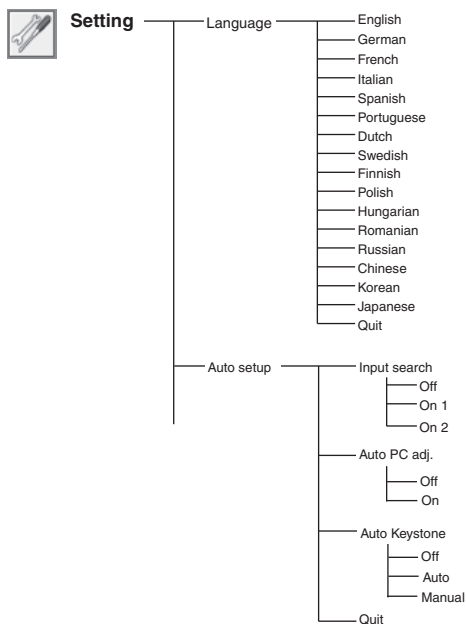 Setting
Language
English
German
French
Italian
Spanish
Portuguese
Dutch
Swedish
Finnish
Polish
Hungarian
Romanian
Russian
Chinese
Korean
Japanese
Quit
Auto setup
Input search
Off
On 1
On 2
Auto PC adj.
Off
On
Auto Keystone
Off
Auto
Manual
Quit